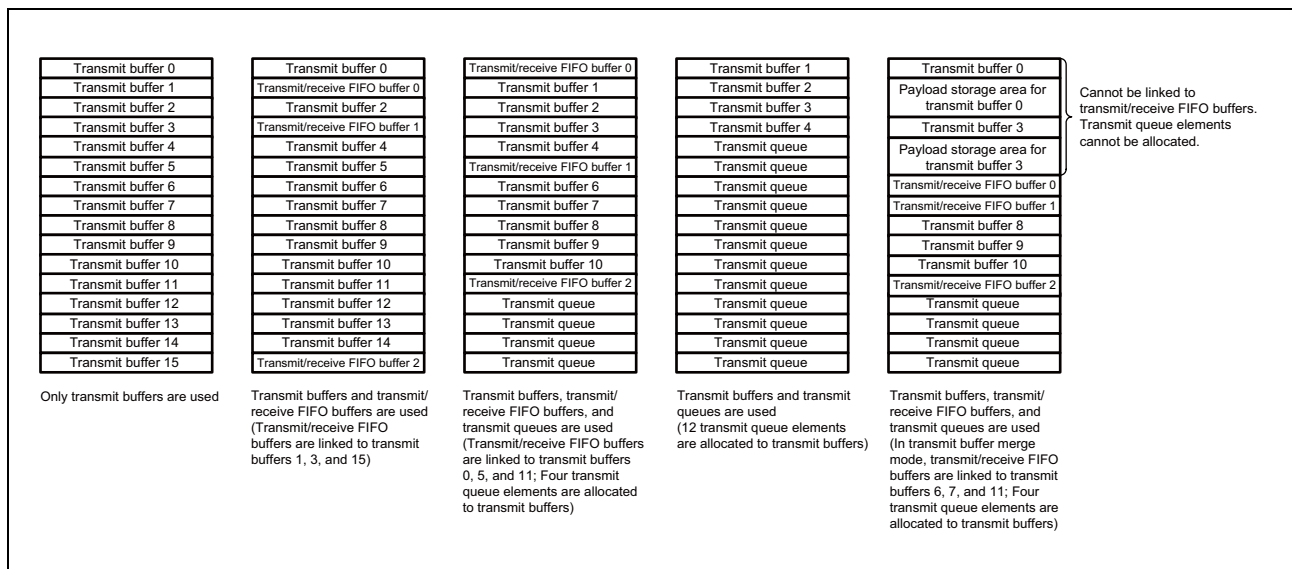 Transmit buffer 0
Transmit buffer 1
Transmit buffer 2
Transmit buffer 3
Transmit buffer 4
Transmit buffer 5
Transmit buffer 6
Transmit buffer 7
Transmit buffer 8
Transmit buffer 9
Transmit buffer 10
Transmit buffer 11
Transmit buffer 12
Transmit buffer 13
Transmit buffer 14
Transmit buffer 15
Only transmit buffers are used
Transmit buffer 0
Transmit/receive FIFO buffer 0
Transmit buffer 2
Transmit/receive FIFO buffer 1
Transmit buffer 4
Transmit buffer 5
Transmit buffer 6
Transmit buffer 7
Transmit buffer 8
Transmit buffer 9
Transmit buffer 10
Transmit buffer 11
Transmit buffer 12
Transmit buffer 13
Transmit buffer 14
Transmit/receive FIFO buffer 2
Transmit buffers and transmit/
receive FIFO buffers are used
(Transmit/receive FIFO
buffers are linked to transmit
buffers 1, 3, and 15)
Transmit/receive FIFO buffer 0
Transmit buffer 1
Transmit buffer 2
Transmit buffer 3
Transmit buffer 4
Transmit/receive FIFO buffer 1
Transmit buffer 6
Transmit buffer 7
Transmit buffer 8
Transmit buffer 9
Transmit buffer 10
Transmit/receive FIFO buffer 2
Transmit queue
Transmit queue
Transmit queue
Transmit queue
Transmit buffers, transmit/
receive FIFO buffers, and
transmit queues are used
(Transmit/receive FIFO buffers
are linked to transmit buffers
0, 5, and 11; Four transmit
queue elements are allocated
to transmit buffers)
Transmit buffer 1
Transmit buffer 2
Transmit buffer 3
Transmit buffer 4
Transmit queue
Transmit queue
Transmit queue
Transmit queue
Transmit queue
Transmit queue
Transmit queue
Transmit queue
Transmit queue
Transmit queue
Transmit queue
Transmit queue
Transmit buffers and transmit
queues are used
(12 transmit queue elements
are allocated to transmit buffers)
Transmit buffer 0
Payload storage area for
transmit buffer 0
Transmit buffer 3
Payload storage area for
transmit buffer 3
Transmit/receive FIFO buffer 0
Transmit/receive FIFO buffer 1
Transmit buffer 8
Transmit buffer 9
Transmit buffer 10
Transmit/receive FIFO buffer 2
Transmit queue
Transmit queue
Transmit queue
Transmit queue
Transmit buffers, transmit/
receive FIFO buffers, and
transmit queues are used
(In transmit buffer merge
mode, transmit/receive FIFO
buffers are linked to transmit
buffers 6, 7, and 11; Four
transmit queue elements are
allocated to transmit buffers)
Cannot be linked to
transmit/receive FIFO buffers.
Transmit queue elements
cannot be allocated.